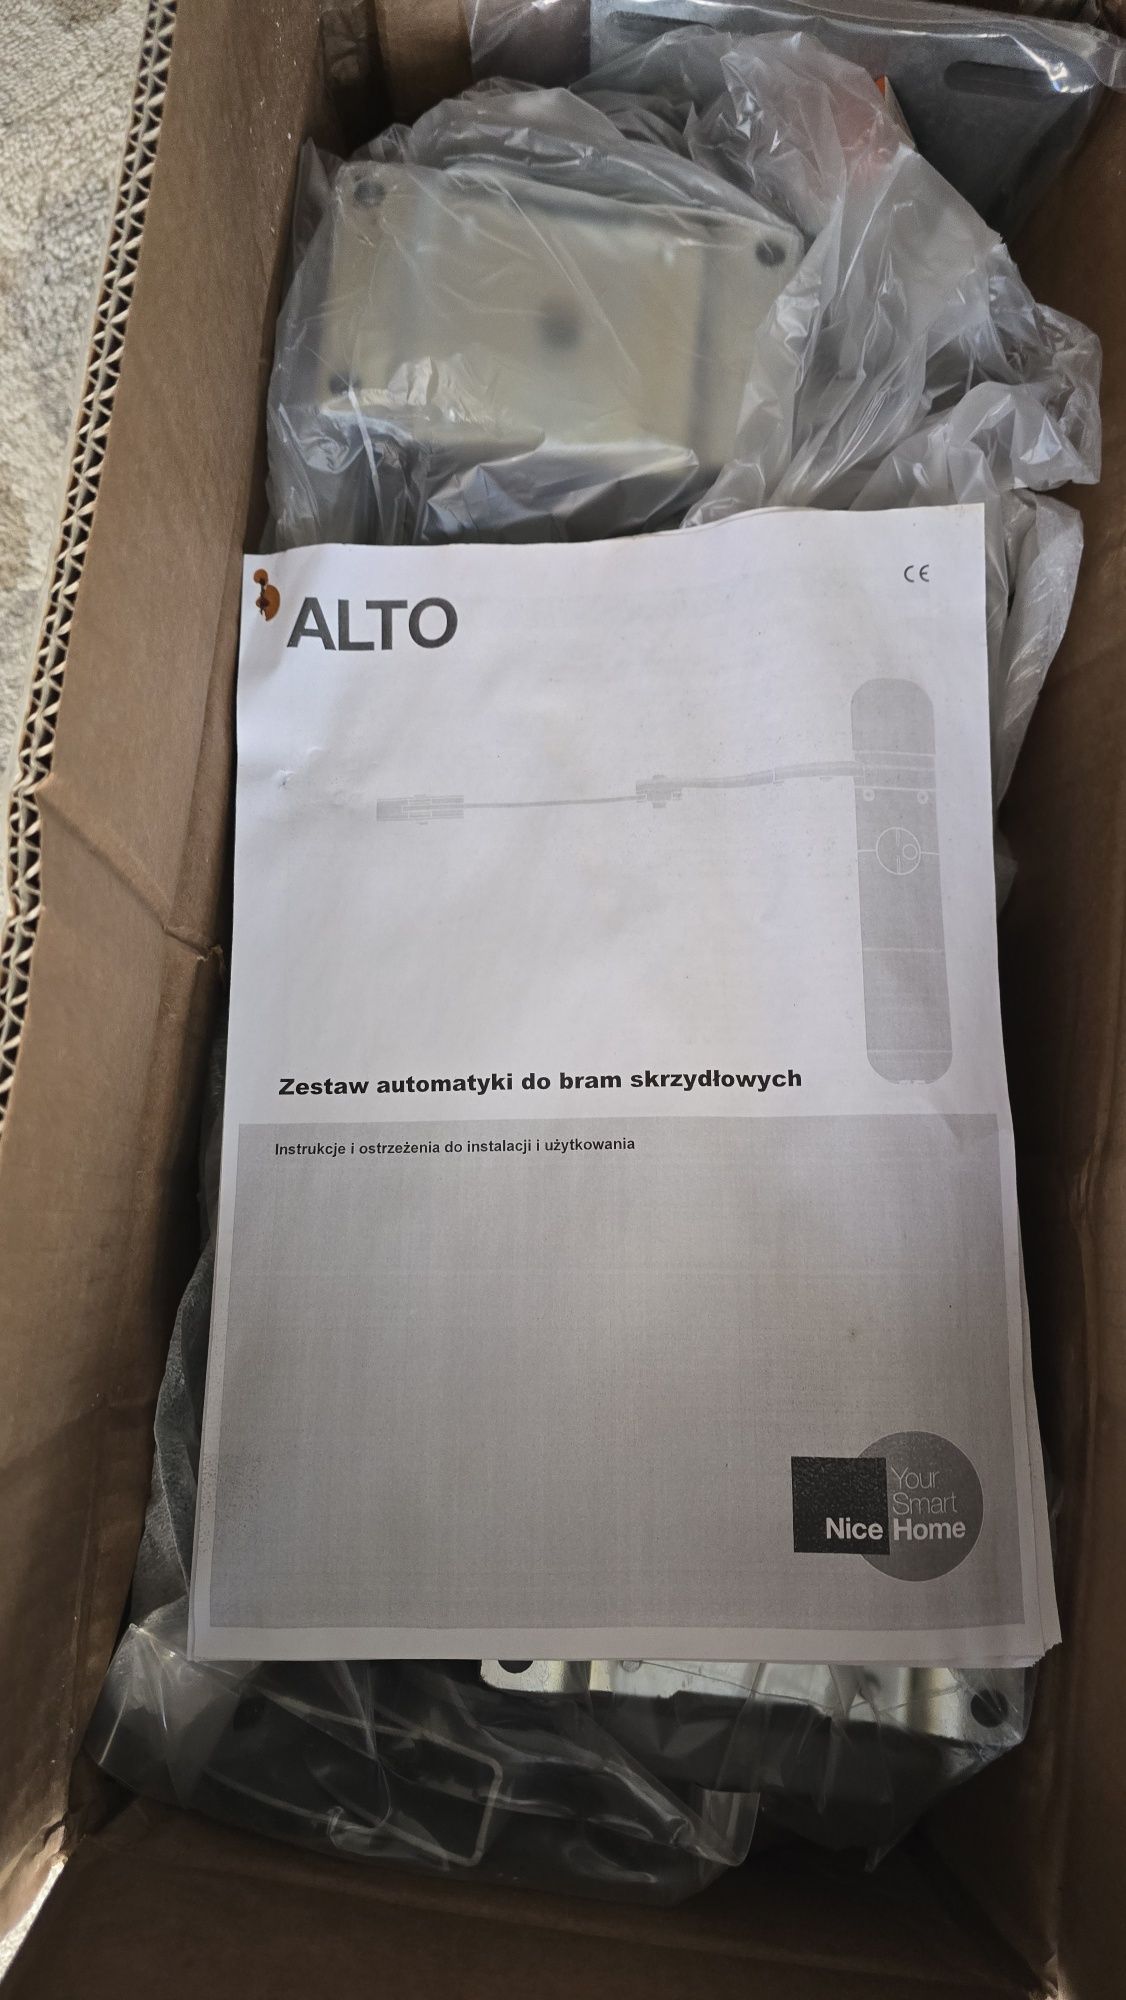 CE
ALTO
Zestaw automatyki do bram skrzydłowych
Instrukcje i ostrzeżenia do instalacji i użytkowania
Your
Smart
Nice Home